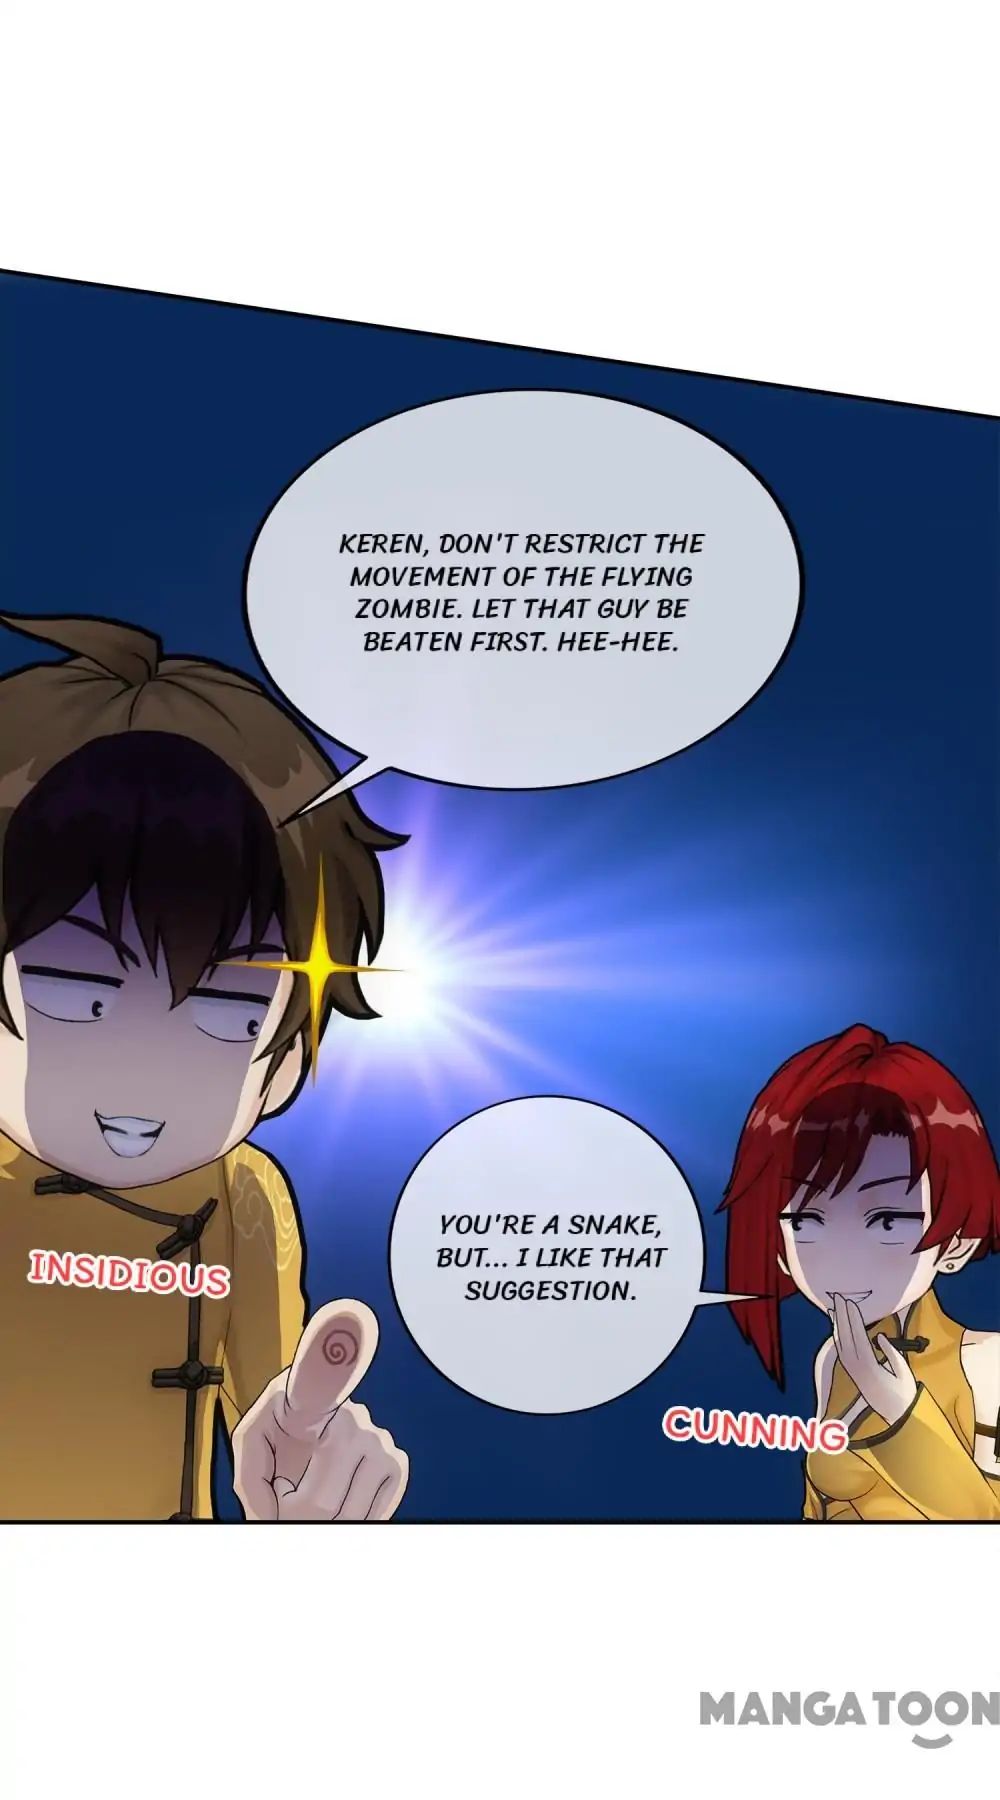 KEREN, DON'T RESTRICT THE
MOVEMENT OF THE FLYING
ZOMBIE. LET THAT GUY BE
BEATEN FIRST. HEE-HEE.
YOU'RE A SNAKE,
BUT... I LIKE THAT
SUGGESTION.
INSIDIOUS
CUNNING
MANGATOON